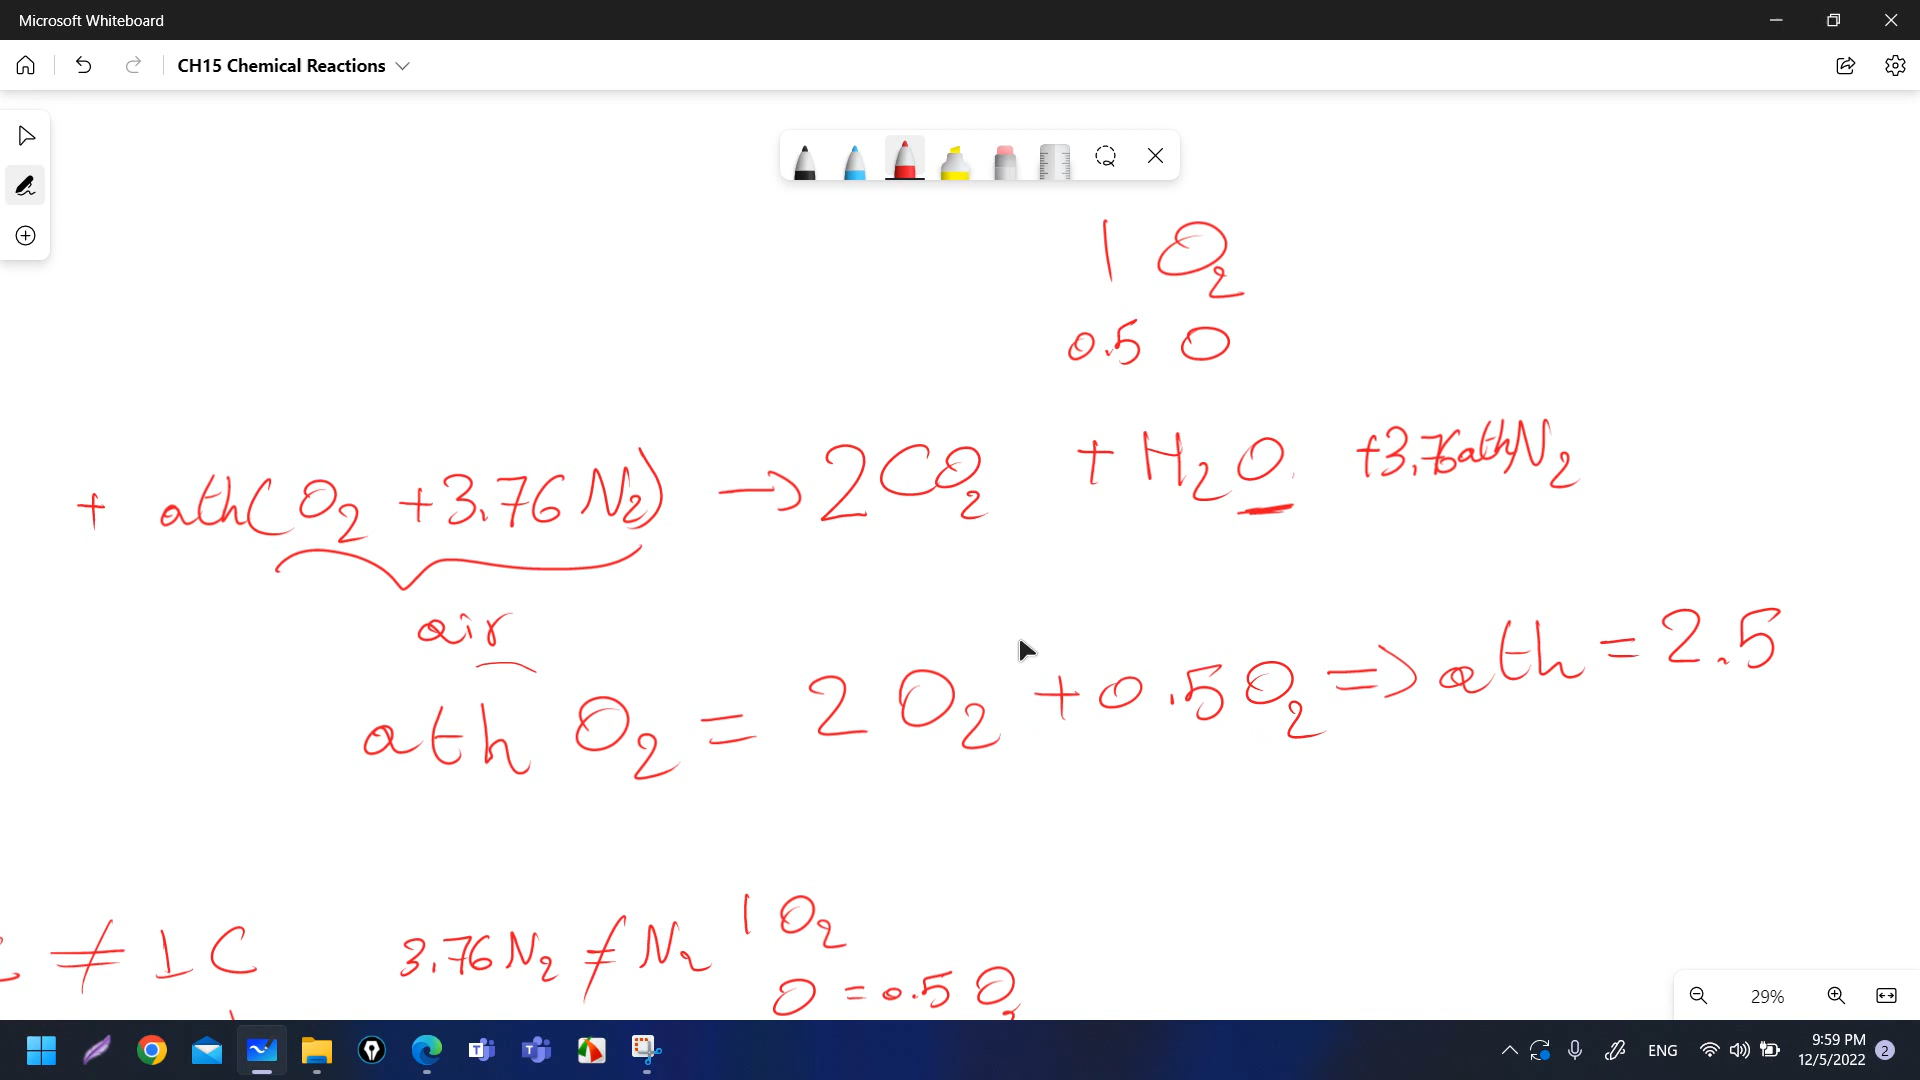 Microsoft Whiteboard
CH15 Chemical Reactions
1 O₂
0.5 O
+ ath(O₂ +3.76 N₂) → 2CO₂ + H₂O +3.76athN₂
air
ath O₂ = 2 O₂ + 0.5 O₂ ⇒ ath = 2.5
≠ 1 C 3.76 N₂ ≠ N₂ 1 O₂
O = 0.5 O₂
29%
ENG
9:59 PM
12/5/2022
2